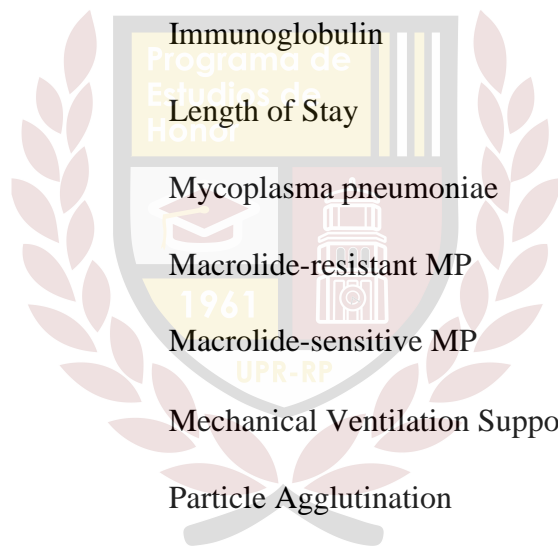 Immunoglobulin
Programa de
Estudios de
Honor
Length of Stay
Mycoplasma pneumoniae
Macrolide-resistant MP
1961
Macrolide-sensitive MP
UPR-RP
Mechanical Ventilation Suppo
Particle Agglutination